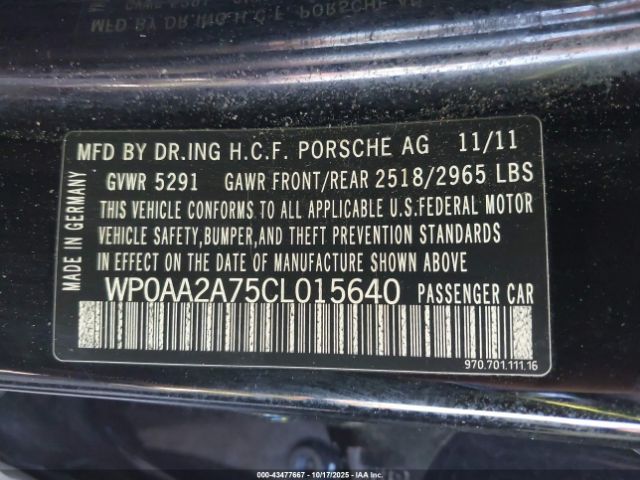 MFD BY DR.ING H.C.F. PORSCHE AG 11/11
GVWR 5291 GAWR FRONT/REAR 2518/2965 LBS
THIS VEHICLE CONFORMS TO ALL APPLICABLE U.S.FEDERAL MOTOR
VEHICLE SAFETY,BUMPER,AND THEFT PREVENTION STANDARDS
IN EFFECT ON THE DATE OF MANUFACTURE SHOWN ABOVE
WP0AA2A75CL015640 PASSENGER CAR
MADE IN GERMANY
970.701.111.16
000-43477667 - 10/17/2025 - IAA Inc.